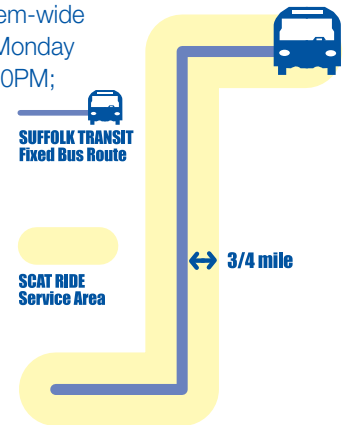 em-wide
Monday
0PM;
SUFFOLK TRANSIT
Fixed Bus Route
3/4 mile
SCAT RIDE
Service Area